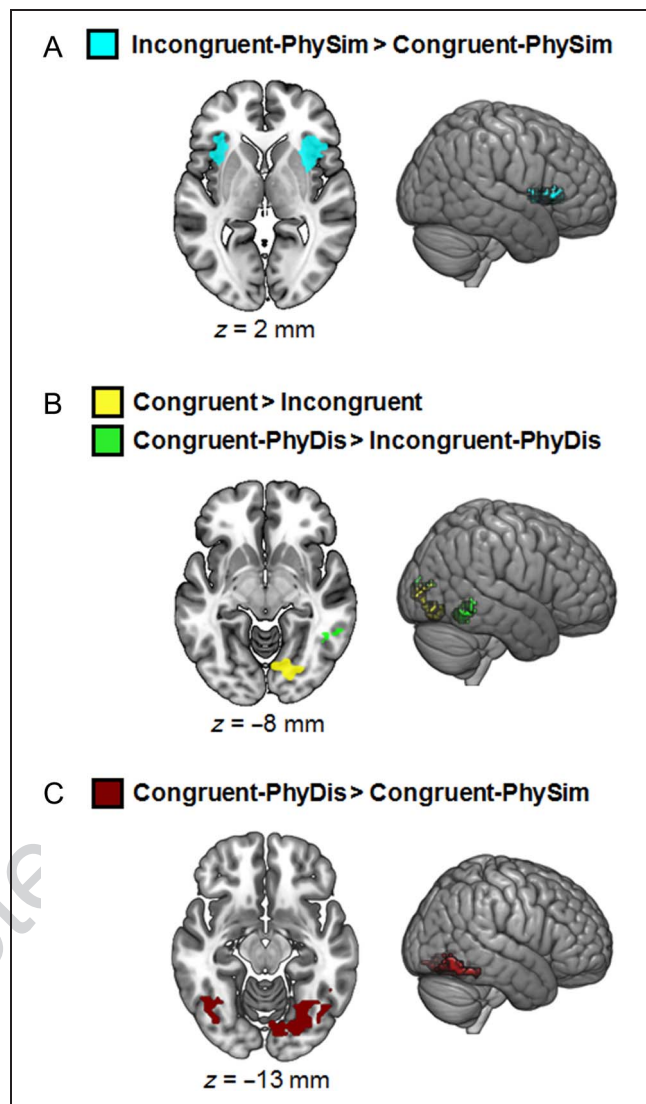 A Incongruent-PhySim > Congruent-PhySim
z = 2 mm
B Congruent > Incongruent
Congruent-PhyDis > Incongruent-PhyDis
z = −8 mm
C Congruent-PhyDis > Congruent-PhySim
z = −13 mm